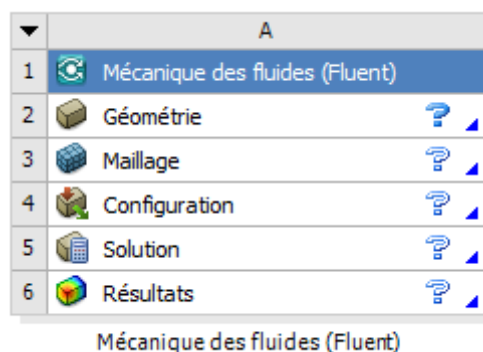 A
1 Mécanique des fluides (Fluent)
2 Géométrie ?
3 Maillage ?
4 Configuration ?
5 Solution ?
6 Résultats ?
Mécanique des fluides (Fluent)